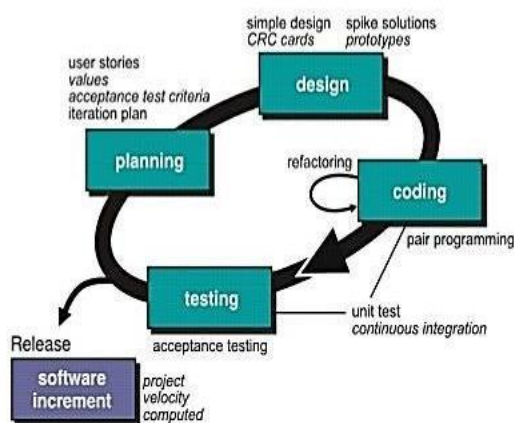 simple design
CRC cards
spike solutions
prototypes
user stories
values
acceptance test criteria
iteration plan
design
planning
refactoring
coding
pair programming
testing
unit test
continuous integration
acceptance testing
Release
software
increment
project
velocity
computed